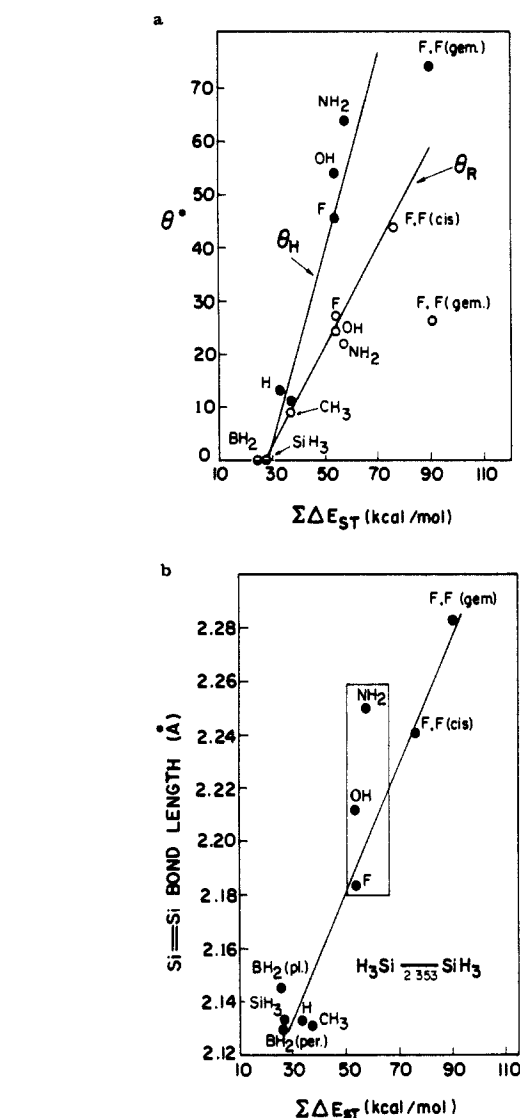 a
F,F(gem.)
70
NH2
60
OH
θR
50
F
F,F(cis)
θ°
40
θH
30
F
F,F(gem.)
OH
20
NH2
H
10
CH3
BH2
SiH3
0
10 30 50 70 90 110
ΣΔEST (kcal/mol)
b
F,F (gem)
2.28
2.26
NH2
2.24
F,F(cis)
2.22
OH
2.20
F
2.18
2.16
H3Si 2.353 SiH3
BH2(pl.)
2.14
SiH3 H CH3
BH2(per.)
2.12
10 30 50 70 90 110
Si=Si BOND LENGTH (Å)
ΣΔEST (kcal/mol)